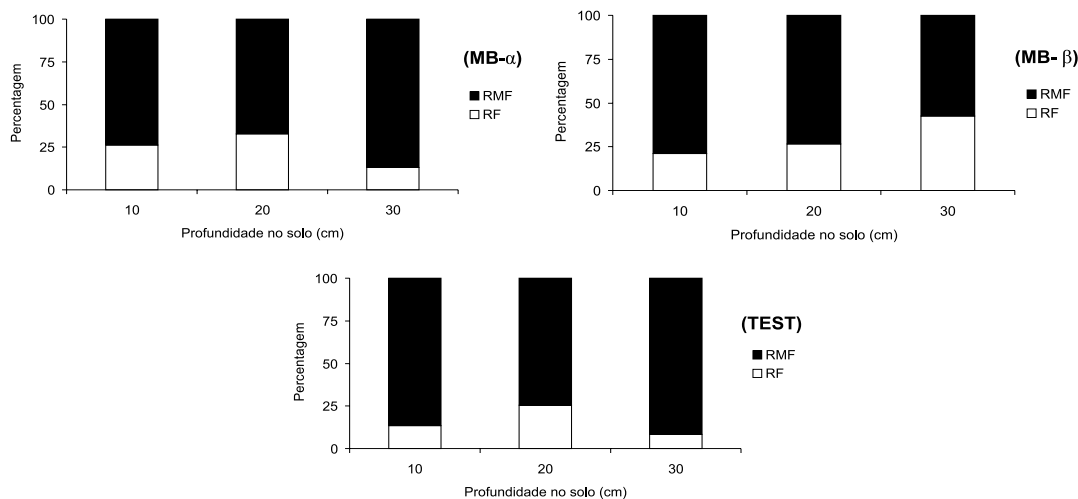 100
75
50
25
0
Percentagem
10 20 30
Profundidade no solo (cm)
(MB-α)
RMF
RF
100
75
50
25
0
Percentagem
10 20 30
Profundidade no solo (cm)
(MB- β)
RMF
RF
100
75
50
25
0
Percentagem
10 20 30
Profundidade no solo (cm)
(TEST)
RMF
RF